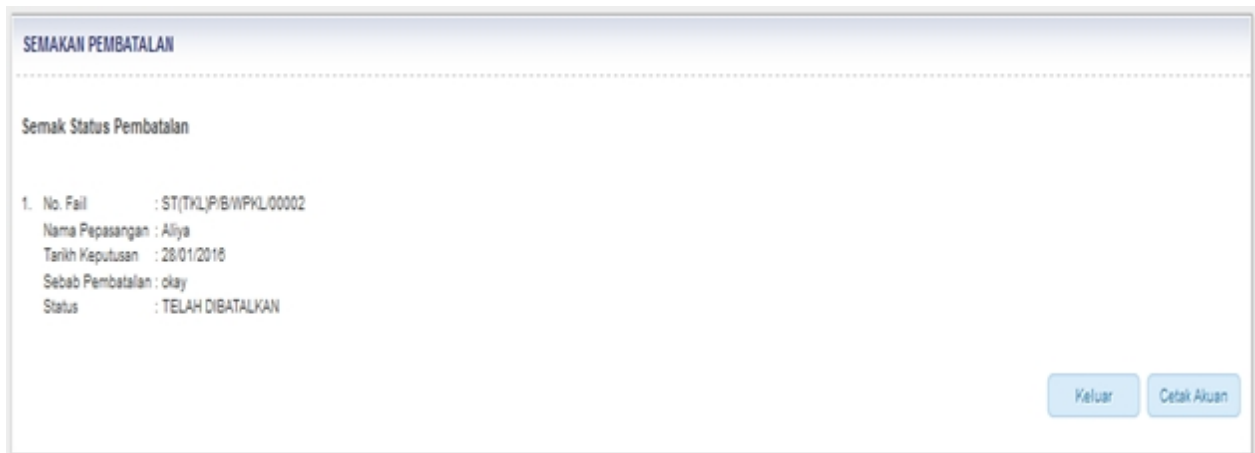 SEMAKAN PEMBATALAN
Semak Status Pembatalan
1. No. Fail : ST(TKL)P/B/WPKL/00002
Nama Pepasangan : Aliya
Tarikh Keputusan : 28/01/2016
Sebab Pembatalan : okay
Status : TELAH DIBATALKAN
Keluar
Cetak Akuan